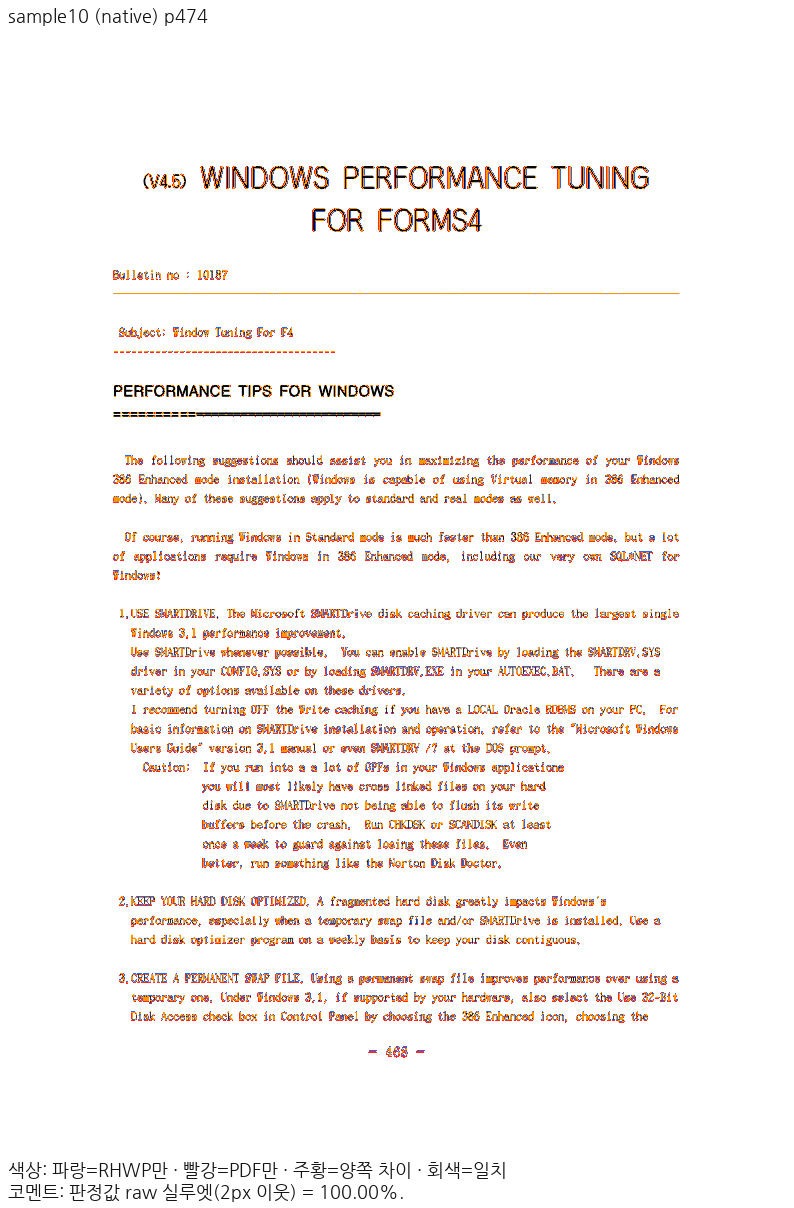 sample10 (native) p474
(V4.5) WINDOWS PERFORMANCE TUNING
FOR FORMS4
Bulletin no : 10187
Subject: Window Tuning For F4
-------------------------------------
PERFORMANCE TIPS FOR WINDOWS
================================
The following suggestions should assist you in maximizing the performance of your Windows
386 Enhanced mode installation (Windows is capable of using Virtual memory in 386 Enhanced
mode). Many of these suggestions apply to standard and real modes as well.
Of course, running Windows in Standard mode is much faster than 386 Enhanced mode, but a lot
of applications require Windows in 386 Enhanced mode, including our very own SQL*NET for
Windows!
1.USE SMARTDRIVE. The Microsoft SMARTDrive disk caching driver can produce the largest single
Windows 3.1 performance improvement.
Use SMARTDrive whenever possible.  You can enable SMARTDrive by loading the SMARTDRV.SYS
driver in your CONFIG.SYS or by loading SMARTDRV.EXE in your AUTOEXEC.BAT.   There are a
variety of options available on these drivers.
I recommend turning OFF the Write caching if you have a LOCAL Oracle RDBMS on your PC.  For
basic information on SMARTDrive installation and operation, refer to the "Microsoft Windows
Users Guide" version 3.1 manual or even SMARTDRV /? at the DOS prompt.
Caution:  If you run into a a lot of GPFs in your Windows applications
you will most likely have cross linked files on your hard
disk due to SMARTDrive not being able to flush its write
buffers before the crash.  Run CHKDSK or SCANDISK at least
once a week to guard against losing these files.  Even
better, run something like the Norton Disk Doctor.
2.KEEP YOUR HARD DISK OPTIMIZED. A fragmented hard disk greatly impacts Windows's
performance, especially when a temporary swap file and/or SMARTDrive is installed. Use a
hard disk optimizer program on a weekly basis to keep your disk contiguous.
3.CREATE A PERMANENT SWAP FILE. Using a permanent swap file improves performance over using a
temporary one. Under Windows 3.1, if supported by your hardware, also select the Use 32-Bit
Disk Access check box in Control Panel by choosing the 386 Enhanced icon, choosing the
- 468 -
색상: 파랑=RHWP만 · 빨강=PDF만 · 주황=양쪽 차이 · 회색=일치
코멘트: 판정값 raw 실루엣(2px 이웃) = 100.00%.